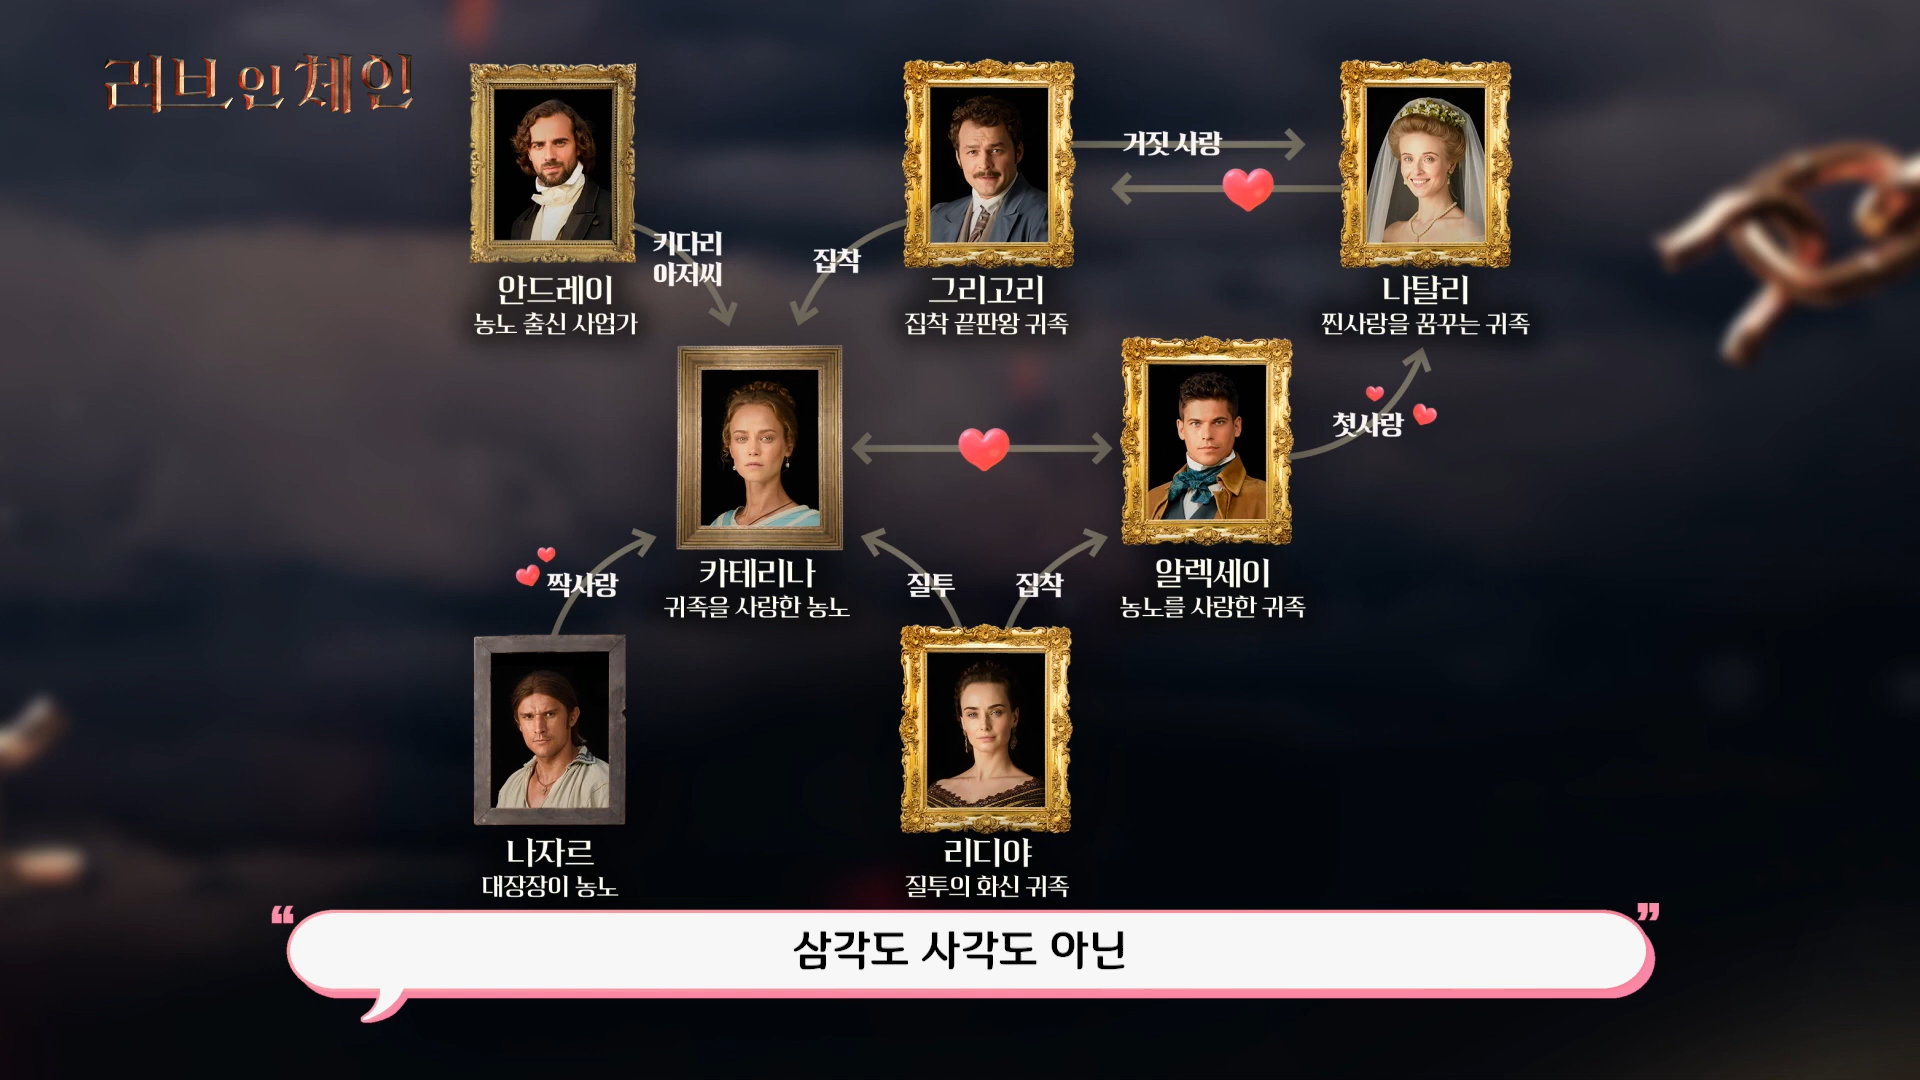 러브 인 체인
거짓 사랑
키다리
아저씨
집착
안드레이
농노 출신 사업가
그리고리
집착 끝판왕 귀족
나탈리
찐사랑을 꿈꾸는 귀족
첫사랑
짝사랑
카테리나
귀족을 사랑한 농노
질투
집착
알렉세이
농노를 사랑한 귀족
나자르
대장장이 농노
리디야
질투의 화신 귀족
“ 삼각도 사각도 아닌 ”